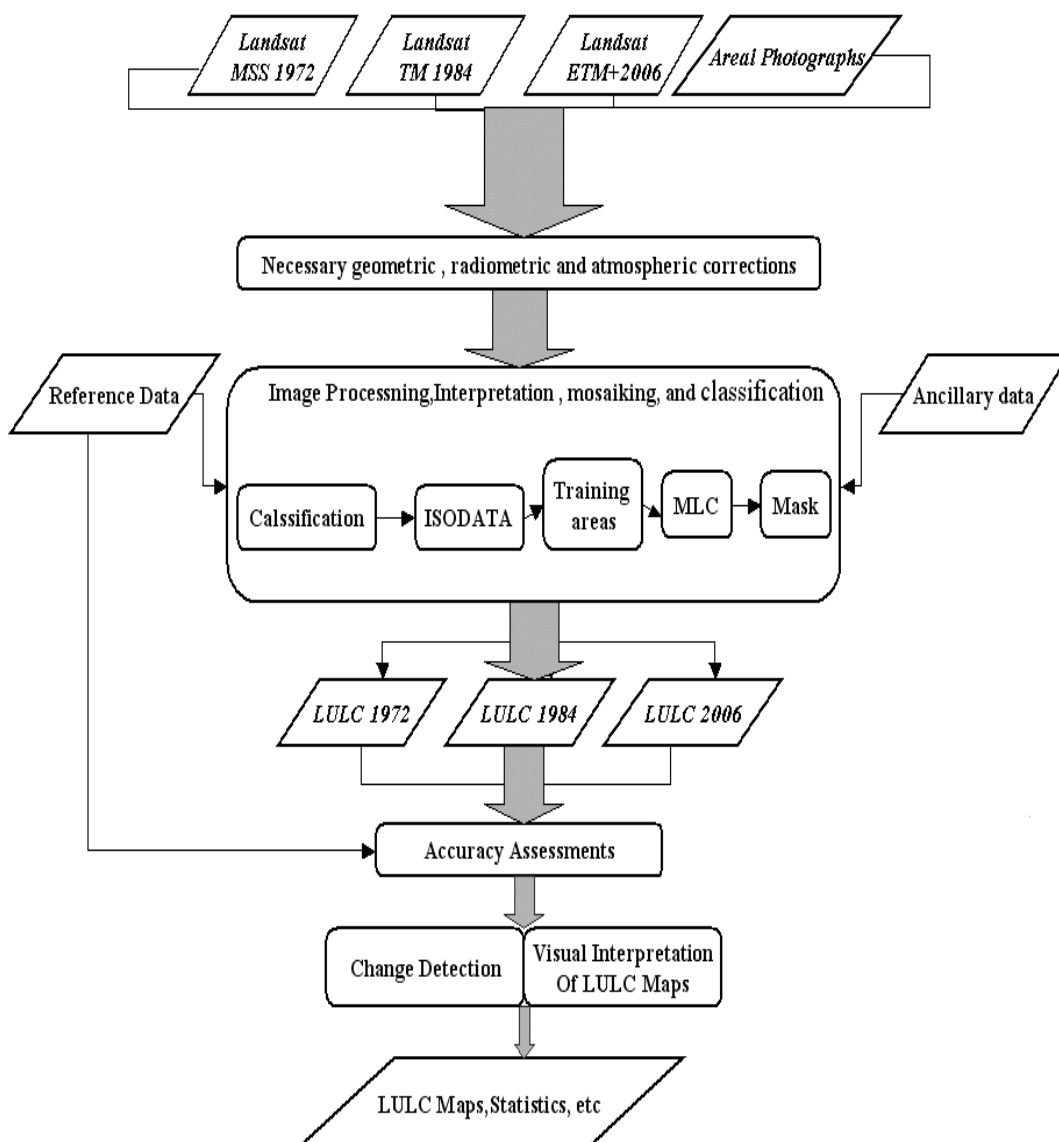 Landsat
MSS 1972
Landsat
TM 1984
Landsat
ETM+2006
Areal Photographs
Necessary geometric , radiometric and atmospheric corrections
Reference Data
Image Processning,Interpretation , mosaiking, and classification
Ancillary data
Calssification
ISODATA
Training
areas
MLC
Mask
LULC 1972
LULC 1984
LULC 2006
Accuracy Assessments
Change Detection
Visual Interpretation
Of LULC Maps
LULC Maps,Statistics, etc